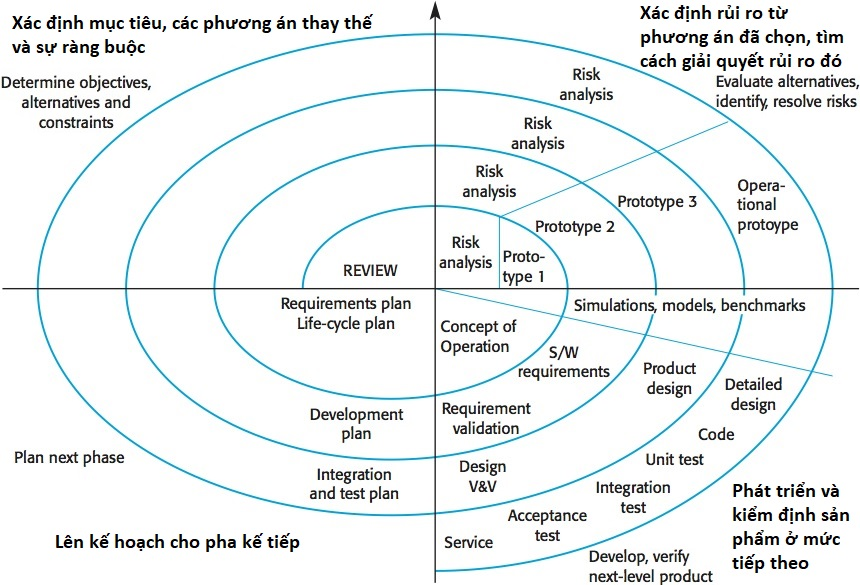 Xác định mục tiêu, các phương án thay thế
và sự ràng buộc
Determine objectives,
alternatives and
constraints
Xác định rủi ro từ
phương án đã chọn, tìm
cách giải quyết rủi ro đó
Evaluate alternatives,
identify, resolve risks
Risk
analysis
Risk
analysis
Risk
analysis
Risk
analysis
Proto-
type 1
Prototype 2
Prototype 3
Opera-
tional
protoype
REVIEW
Requirements plan
Life-cycle plan
Development
plan
Integration
and test plan
Plan next phase
Lên kế hoạch cho pha kế tiếp
Simulations, models, benchmarks
Concept of
Operation
S/W
requirements
Requirement
validation
Product
design
Detailed
design
Design
V&V
Code
Unit test
Integration
test
Acceptance
test
Service
Develop, verify
next-level product
Phát triển và
kiểm định sản
phẩm ở mức
tiếp theo